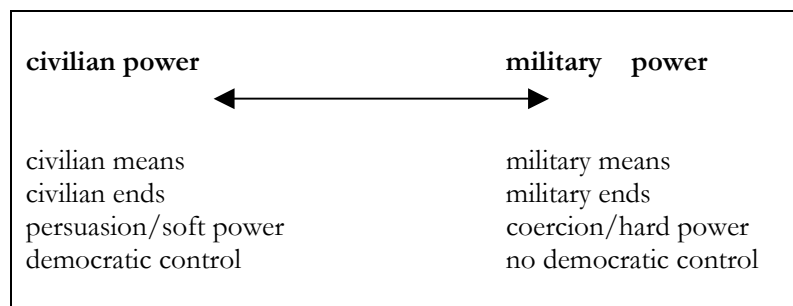 civilian power military power
civilian means military means
civilian ends military ends
persuasion/soft power coercion/hard power
democratic control no democratic control